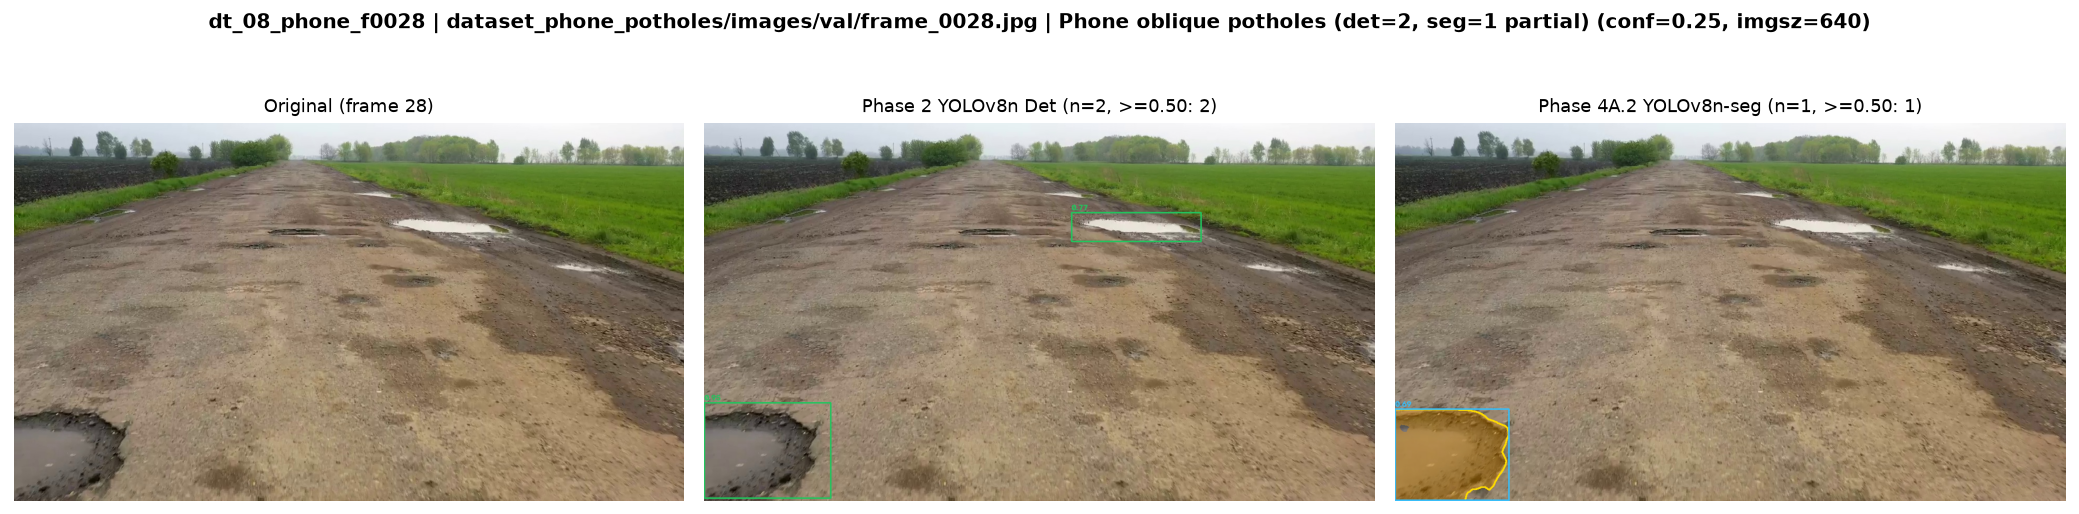 dt_08_phone_f0028 | dataset_phone_potholes/images/val/frame_0028.jpg | Phone oblique potholes (det=2, seg=1 partial) (conf=0.25, imgsz=640)
Original (frame 28)
Phase 2 YOLOv8n Det (n=2, >=0.50: 2)
Phase 4A.2 YOLOv8n-seg (n=1, >=0.50: 1)